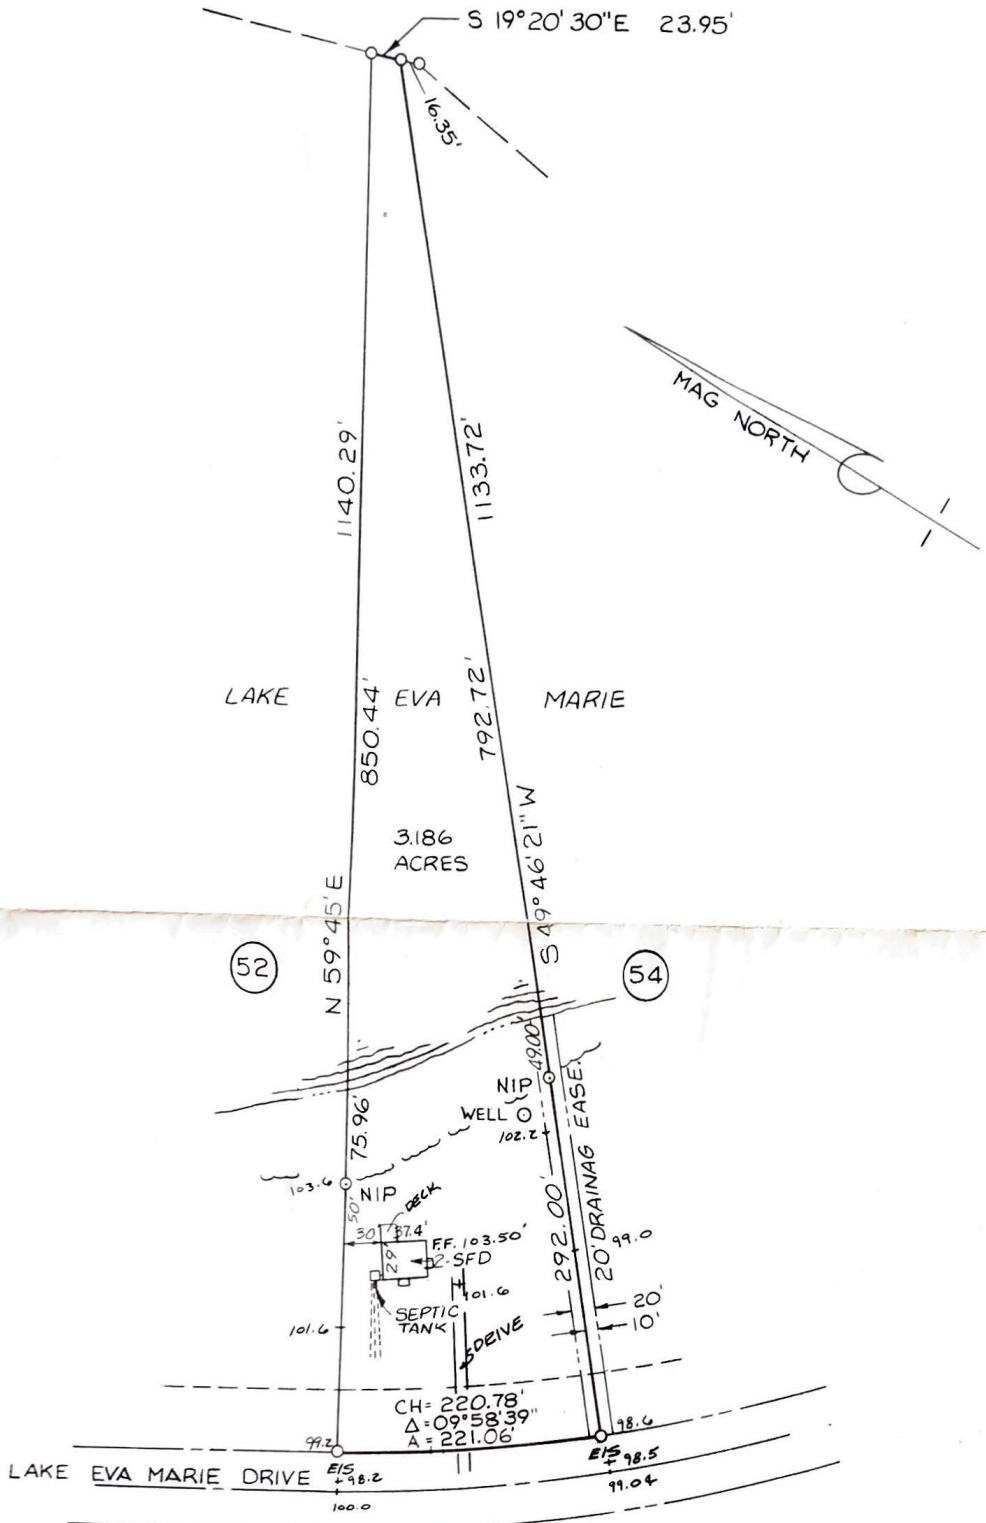 S 19°20'30"E 23.95'
16.35'
MAG NORTH
1140.29'
1133.72'
LAKE EVA MARIE
850.44'
792.72'
3.186
ACRES
N 59°45'E
S 49°46'21"W
52
54
49.00'
NIP
WELL
102.2
75.96'
103.6
NIP
50'
DECK
30'
37.4'
F.F. 103.50'
2-SFD
29'
292.00'
20' DRAINAG EASE.
99.0
101.6
SEPTIC
TANK
20'
10'
101.6
DRIVE
CH= 220.78'
Δ=09°58'39"
A = 221.06'
99.2
98.6
LAKE EVA MARIE DRIVE
EIS
98.2
100.0
EIS
98.5
99.04